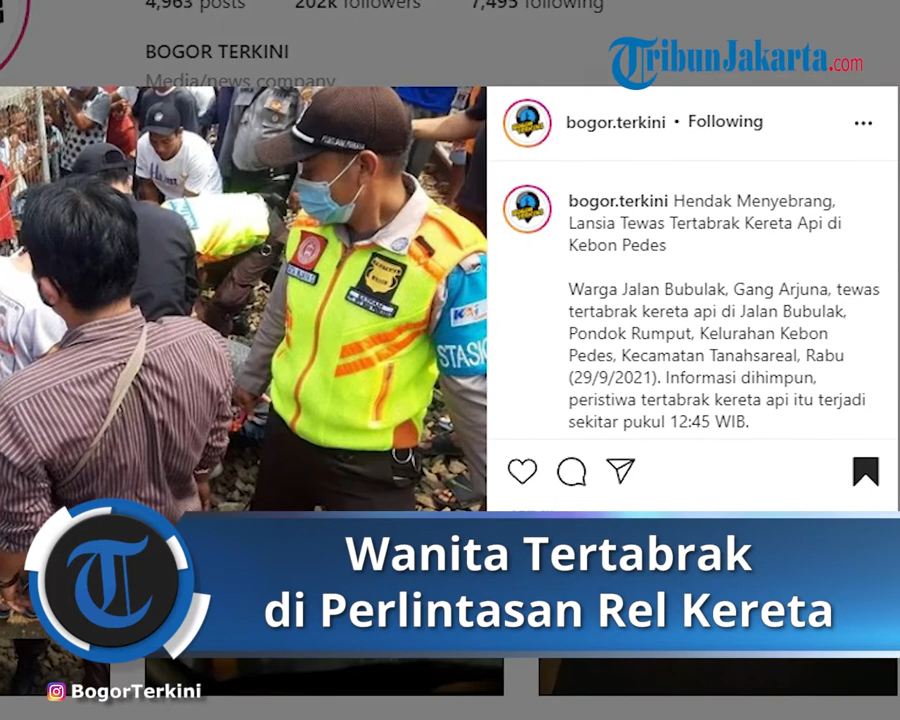 4,963 posts 202k followers 7,495 following
BOGOR TERKINI
Media/news company
TribunJakarta.com
bogor.terkini • Following
bogor.terkini Hendak Menyebrang,
Lansia Tewas Tertabrak Kereta Api di
Kebon Pedes
Warga Jalan Bubulak, Gang Arjuna, tewas
tertabrak kereta api di Jalan Bubulak,
Pondok Rumput, Kelurahan Kebon
Pedes, Kecamatan Tanahsareal, Rabu
(29/9/2021). Informasi dihimpun,
peristiwa tertabrak kereta api itu terjadi
sekitar pukul 12:45 WIB.
Wanita Tertabrak
di Perlintasan Rel Kereta
BogorTerkini